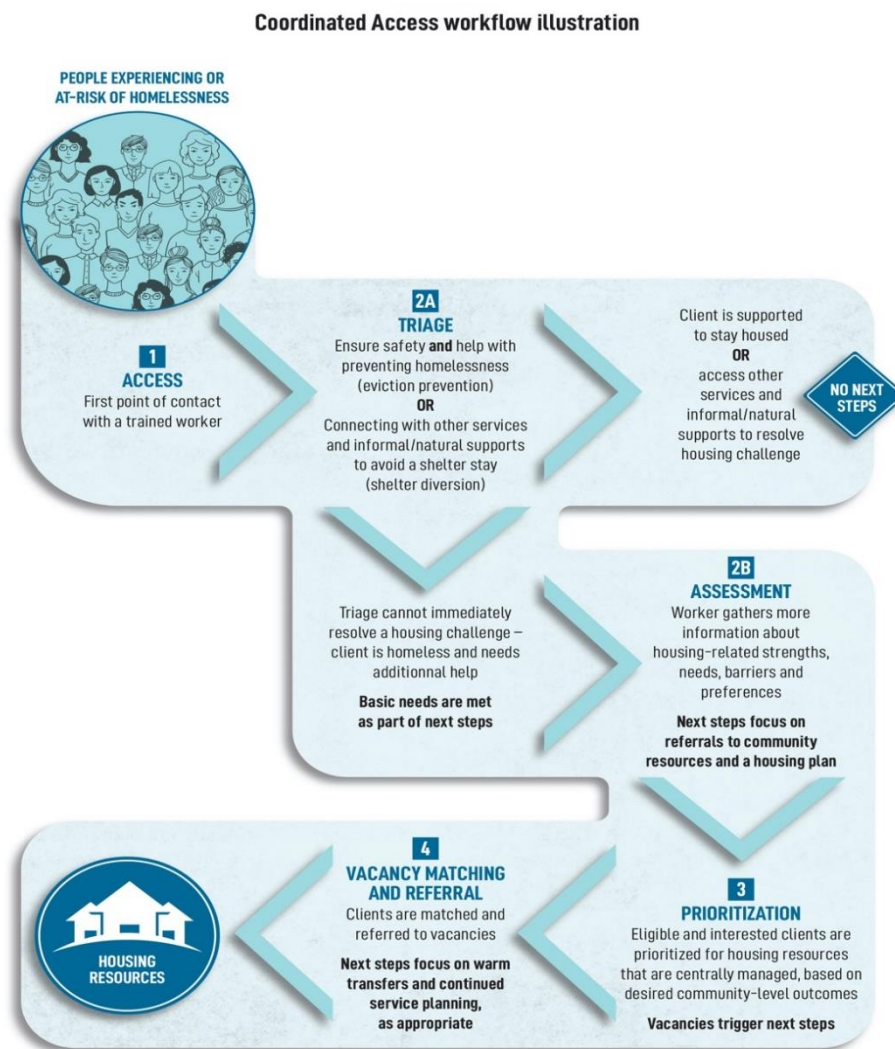 Coordinated Access workflow illustration
PEOPLE EXPERIENCING OR
AT-RISK OF HOMELESSNESS
1
ACCESS
First point of contact
with a trained worker
2A
TRIAGE
Ensure safety and help with
preventing homelessness
(eviction prevention)
OR
Connecting with other services
and informal/natural supports
to avoid a shelter stay
(shelter diversion)
Client is supported
to stay housed
OR
access other
services and
informal/natural
supports to resolve
housing challenge
NO NEXT
STEPS
Triage cannot immediately
resolve a housing challenge –
client is homeless and needs
additionnal help
Basic needs are met
as part of next steps
2B
ASSESSMENT
Worker gathers more
information about
housing-related strengths,
needs, barriers and
preferences
Next steps focus on
referrals to community
resources and a housing plan
3
PRIORITIZATION
Eligible and interested clients are
prioritized for housing resources
that are centrally managed, based on
desired community-level outcomes
Vacancies trigger next steps
4
VACANCY MATCHING
AND REFERRAL
Clients are matched and
referred to vacancies
Next steps focus on warm
transfers and continued
service planning,
as appropriate
HOUSING
RESOURCES